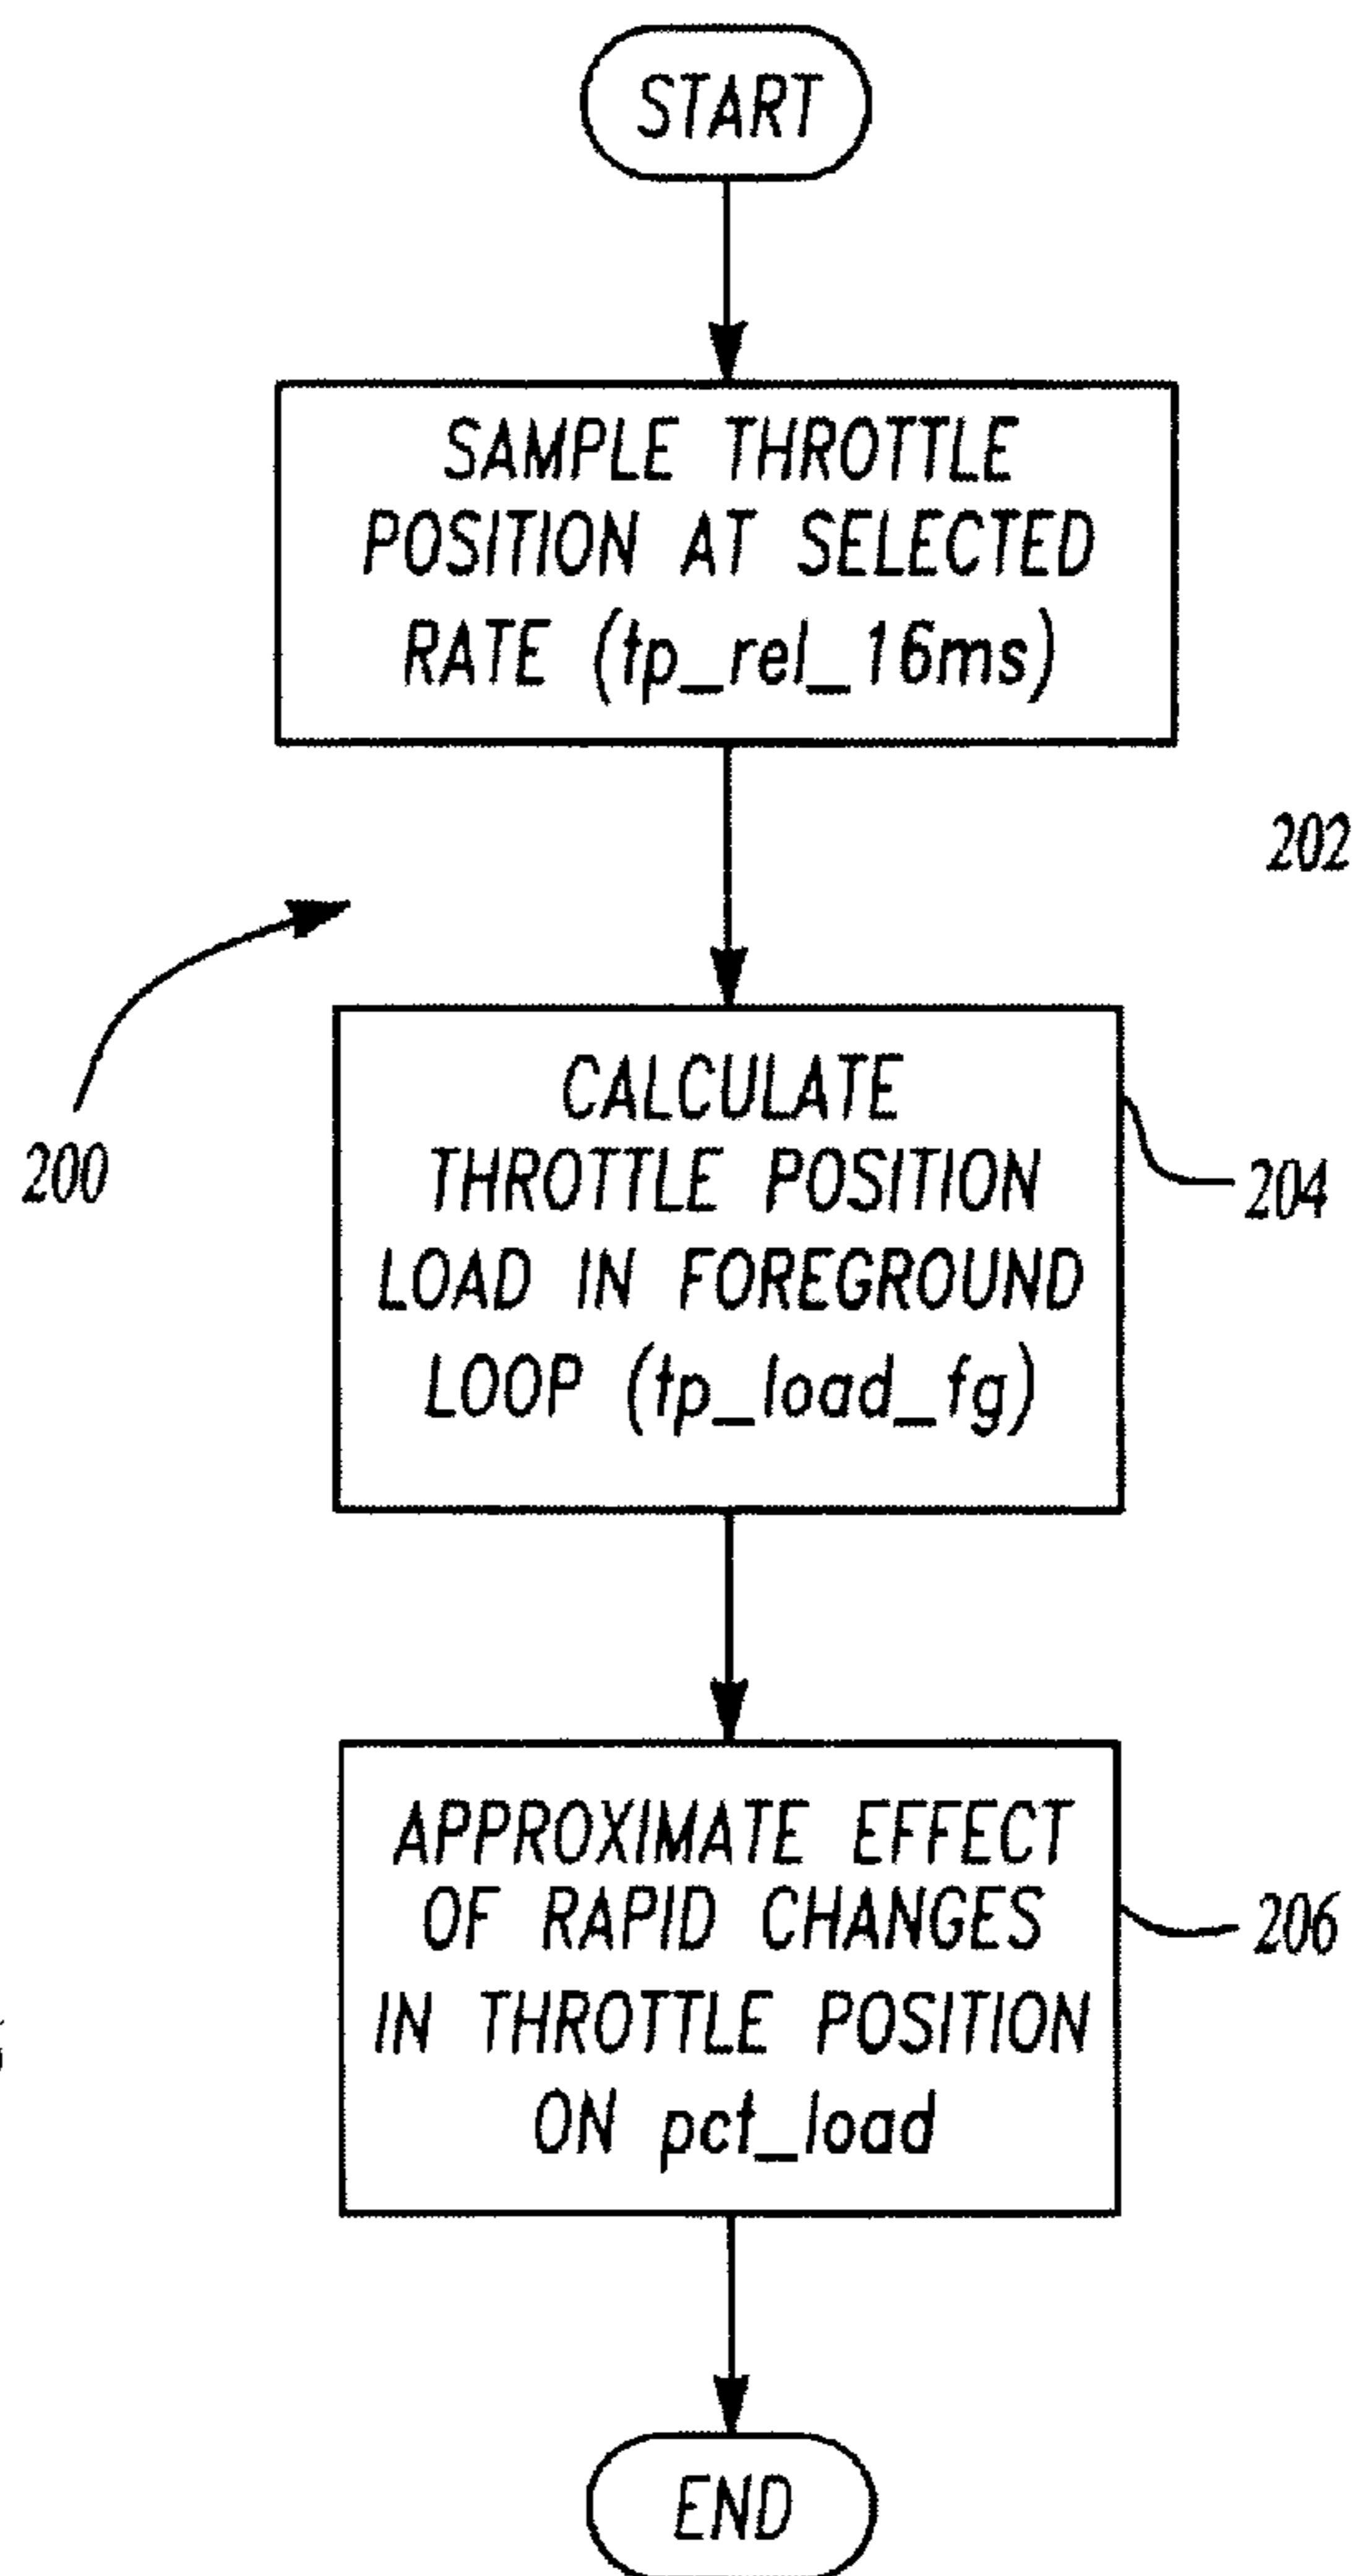 START
SAMPLE THROTTLE
POSITION AT SELECTED
RATE (tp_rel_16ms)
202
200
CALCULATE
THROTTLE POSITION
LOAD IN FOREGROUND
LOOP (tp_load_fg)
204
APPROXIMATE EFFECT
OF RAPID CHANGES
IN THROTTLE POSITION
ON pct_load
206
END